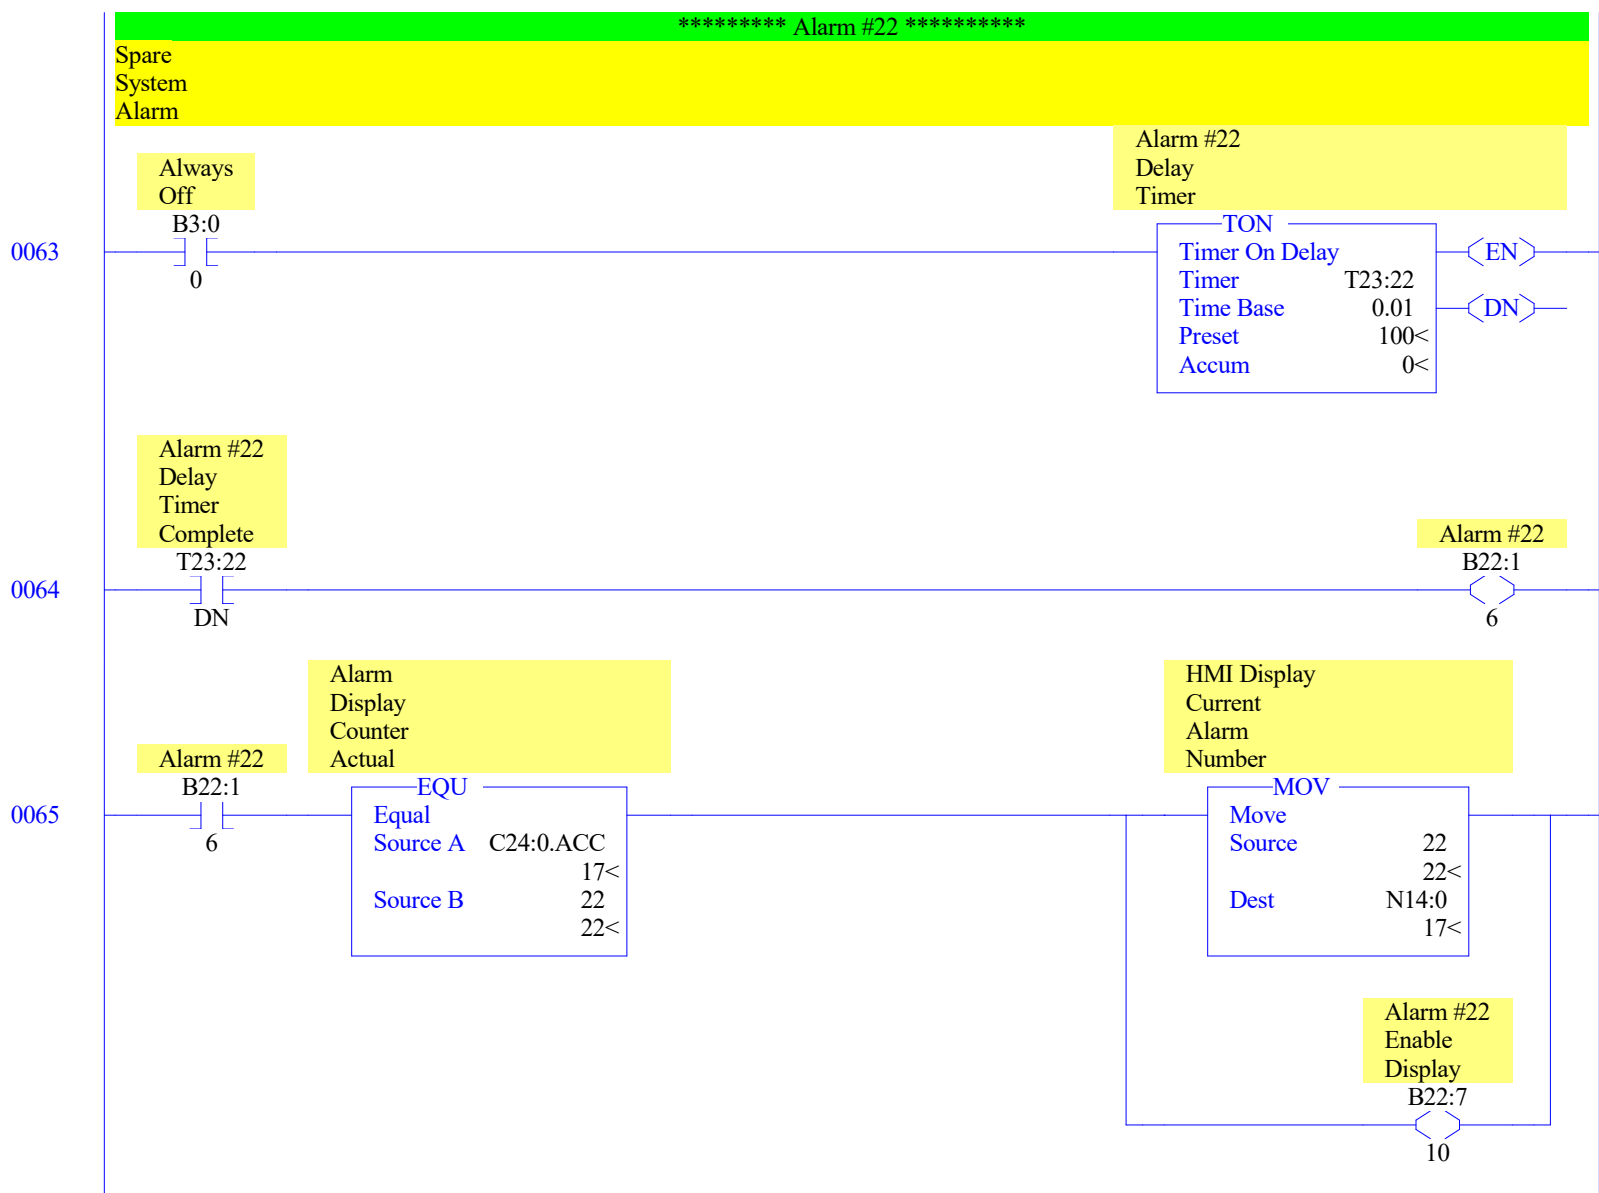 ********* Alarm #22 **********
Spare
System
Alarm
Alarm #22
Delay
Timer
Always
Off
B3:0
0
0063
TON
Timer On Delay
Timer T23:22
Time Base 0.01
Preset 100<
Accum 0<
EN
DN
Alarm #22
Delay
Timer
Complete
T23:22
DN
0064
Alarm #22
B22:1
6
Alarm #22
B22:1
6
0065
Alarm
Display
Counter
Actual
EQU
Equal
Source A C24:0.ACC
17<
Source B 22
22<
HMI Display
Current
Alarm
Number
MOV
Move
Source 22
22<
Dest N14:0
17<
Alarm #22
Enable
Display
B22:7
10